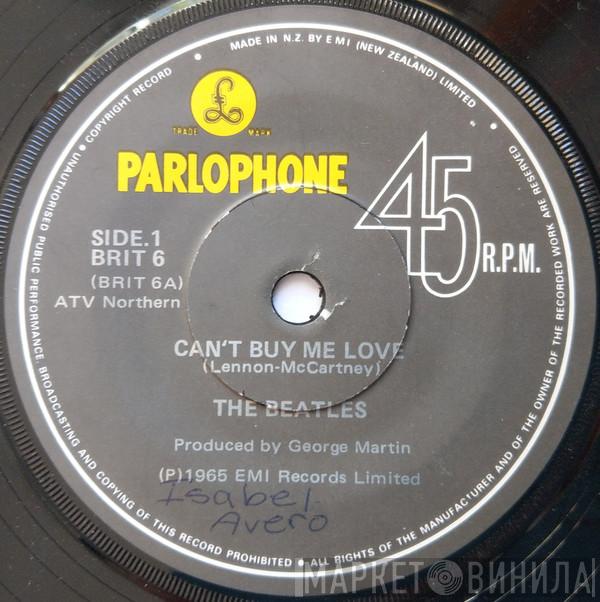 MADE IN N.Z. BY EMI (NEW ZEALAND) LIMITED
• COPYRIGHT RECORD •
£
TRADE MARK
PARLOPHONE
45
R.P.M.
SIDE.1
BRIT 6
(BRIT 6A)
ATV Northern
CAN'T BUY ME LOVE
(Lennon-McCartney)
THE BEATLES
Produced by George Martin
(P)1965 EMI Records Limited
Isabel.
Avero
UNAUTHORISED PUBLIC PERFORMANCE, BROADCASTING AND COPYING OF THIS RECORD PROHIBITED • ALL RIGHTS OF THE MANUFACTURER AND OF THE OWNER OF THE RECORDED WORK ARE RESERVED
МАРКЕТ ВИНИЛА